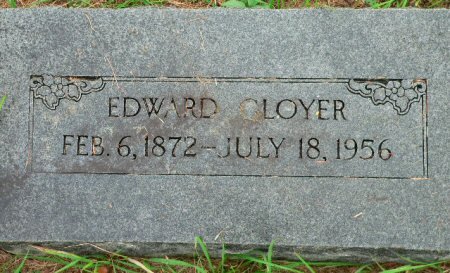 EDWARD CLOYER
FEB. 6, 1872 - JULY 18, 1956